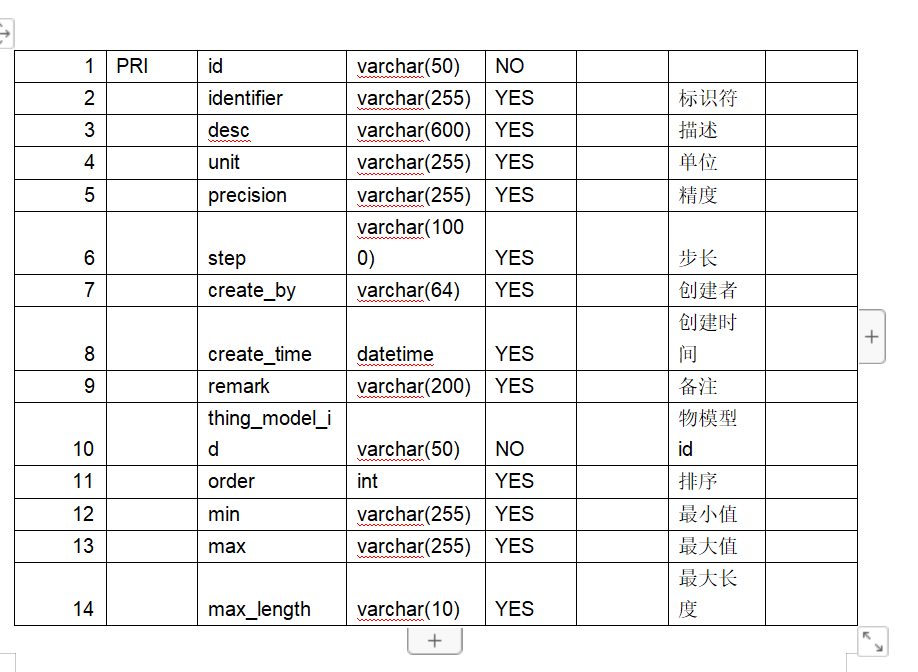 1 PRI id varchar(50) NO
2 identifier varchar(255) YES 标识符
3 desc varchar(600) YES 描述
4 unit varchar(255) YES 单位
5 precision varchar(255) YES 精度
varchar(100
6 step 0) YES 步长
7 create_by varchar(64) YES 创建者
创建时
8 create_time datetime YES 间
9 remark varchar(200) YES 备注
thing_model_i 物模型
10 d varchar(50) NO id
11 order int YES 排序
12 min varchar(255) YES 最小值
13 max varchar(255) YES 最大值
最大长
14 max_length varchar(10) YES 度